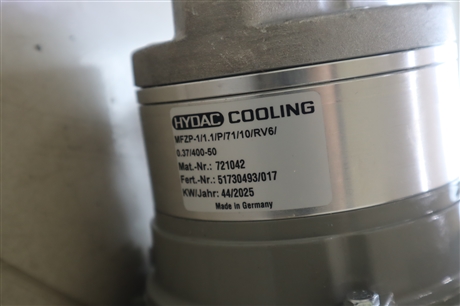 HYDAC COOLING
MFZP-1/1.1/P/71/10/RV6/
0.37/400-50
Mat.-Nr.: 721042
Fert.-Nr.: 51730493/017
KW/Jahr: 44/2025
Made in Germany